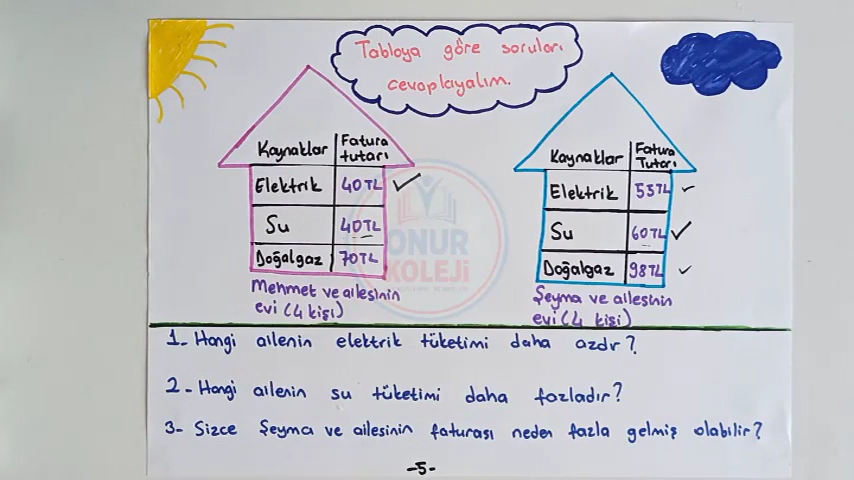 Tabloya göre soruları
cevaplayalım.
Kaynaklar Fatura tutarı
Elektrik 40TL
Su 40TL
Doğalgaz 70TL
Mehmet ve ailesinin
evi (4 kişi)
Kaynaklar Fatura Tutarı
Elektrik 53TL
Su 60TL
Doğalgaz 98TL
Şeyma ve ailesinin
evi (4 kişi)
ONUR
KOLEJİ
1- Hangi ailenin elektrik tüketimi daha azdır?
2- Hangi ailenin su tüketimi daha fazladır?
3- Sizce Şeyma ve ailesinin faturası neden fazla gelmiş olabilir?
-5-